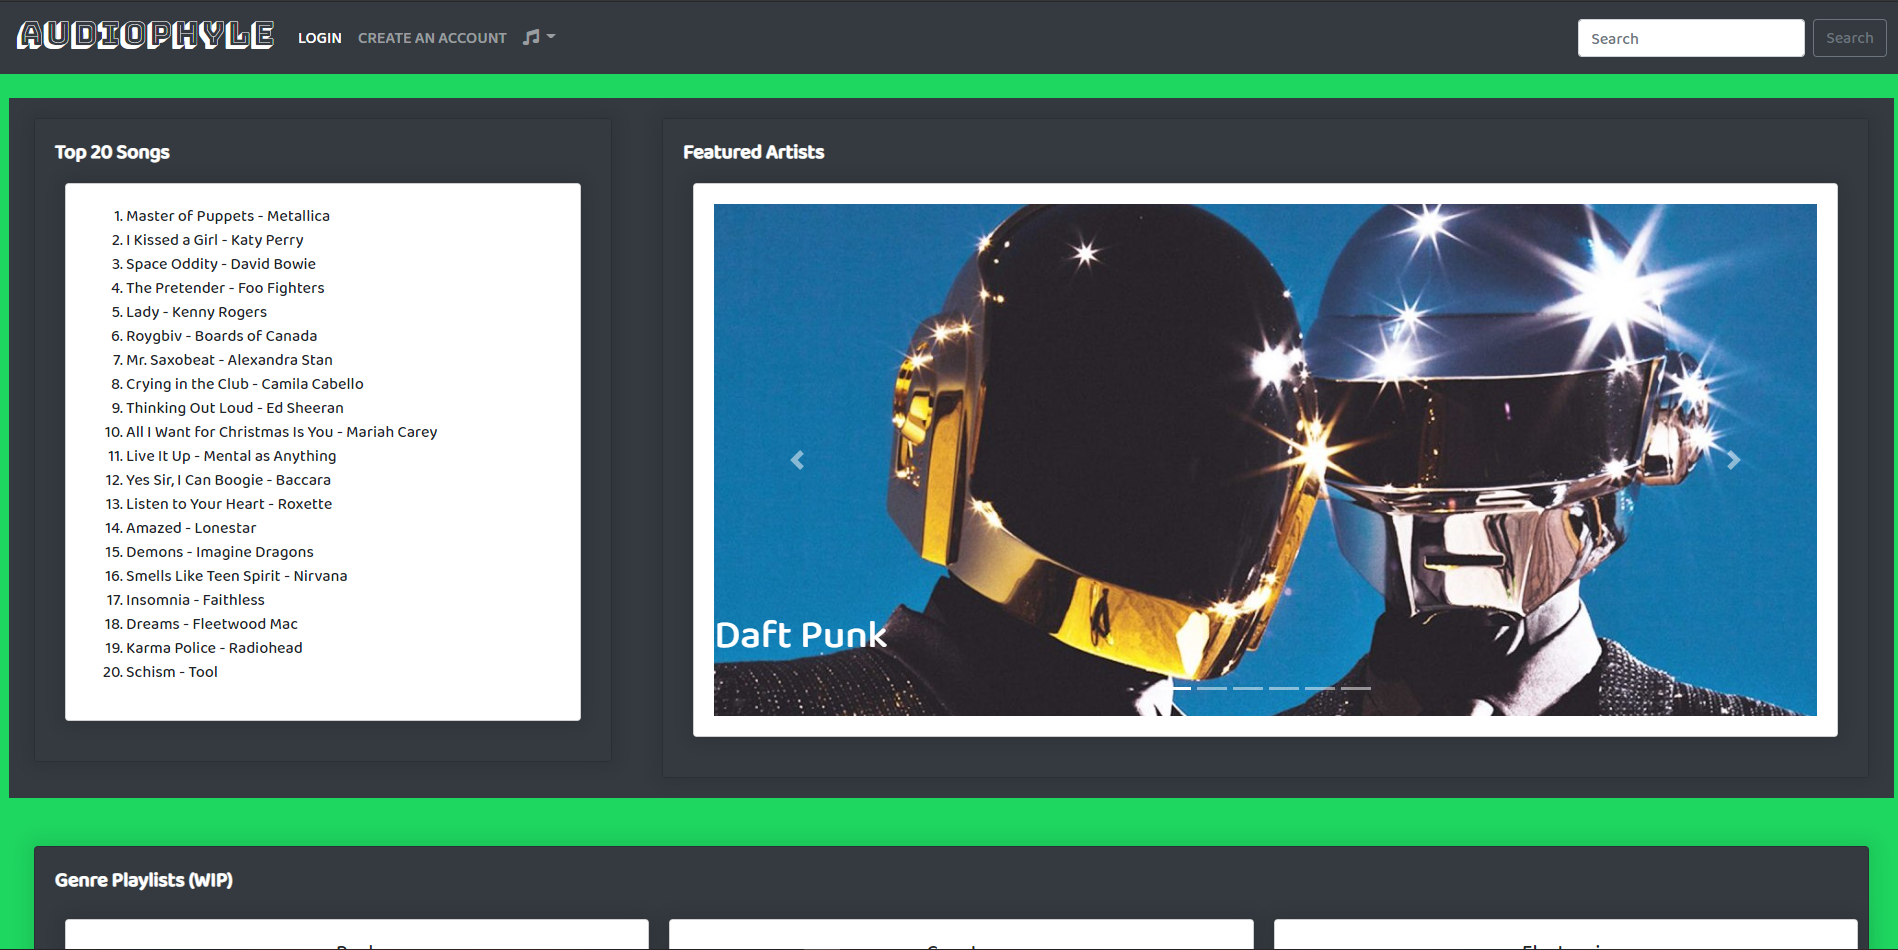 AUDIOPHYLE LOGIN CREATE AN ACCOUNT Search Search
Top 20 Songs
1. Master of Puppets - Metallica
2. I Kissed a Girl - Katy Perry
3. Space Oddity - David Bowie
4. The Pretender - Foo Fighters
5. Lady - Kenny Rogers
6. Roygbiv - Boards of Canada
7. Mr. Saxobeat - Alexandra Stan
8. Crying in the Club - Camila Cabello
9. Thinking Out Loud - Ed Sheeran
10. All I Want for Christmas Is You - Mariah Carey
11. Live It Up - Mental as Anything
12. Yes Sir, I Can Boogie - Baccara
13. Listen to Your Heart - Roxette
14. Amazed - Lonestar
15. Demons - Imagine Dragons
16. Smells Like Teen Spirit - Nirvana
17. Insomnia - Faithless
18. Dreams - Fleetwood Mac
19. Karma Police - Radiohead
20. Schism - Tool
Featured Artists
Daft Punk
Genre Playlists (WIP)